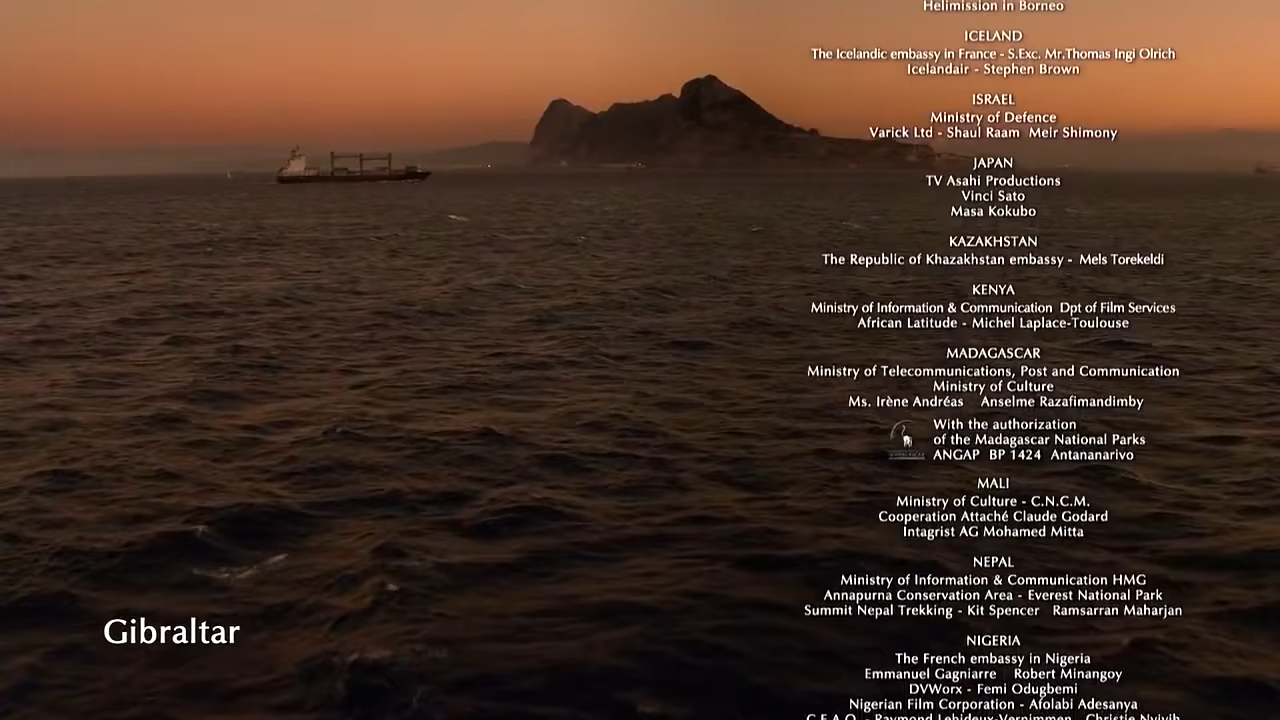 Helimission in Borneo
ICELAND
The Icelandic embassy in France - S.Exc. Mr.Thomas Ingi Olrich
Icelandair - Stephen Brown
ISRAEL
Ministry of Defence
Varick Ltd - Shaul Raam Meir Shimony
JAPAN
TV Asahi Productions
Vinci Sato
Masa Kokubo
KAZAKHSTAN
The Republic of Khazakhstan embassy - Mels Torekeldi
KENYA
Ministry of Information & Communication Dpt of Film Services
African Latitude - Michel Laplace-Toulouse
MADAGASCAR
Ministry of Telecommunications, Post and Communication
Ministry of Culture
Ms. Irène Andréas Anselme Razafimandimby
With the authorization
of the Madagascar National Parks
ANGAP BP 1424 Antananarivo
MALI
Ministry of Culture - C.N.C.M.
Cooperation Attaché Claude Godard
Intagrist AG Mohamed Mitta
NEPAL
Ministry of Information & Communication HMG
Annapurna Conservation Area - Everest National Park
Summit Nepal Trekking - Kit Spencer Ramsarran Maharjan
Gibraltar
NIGERIA
The French embassy in Nigeria
Emmanuel Gagniarre Robert Minangoy
DVWorx - Femi Odugbemi
Nigerian Film Corporation - Afolabi Adesanya
C.F.A.O. - Raymond Lehideux-Vernimmen Christie